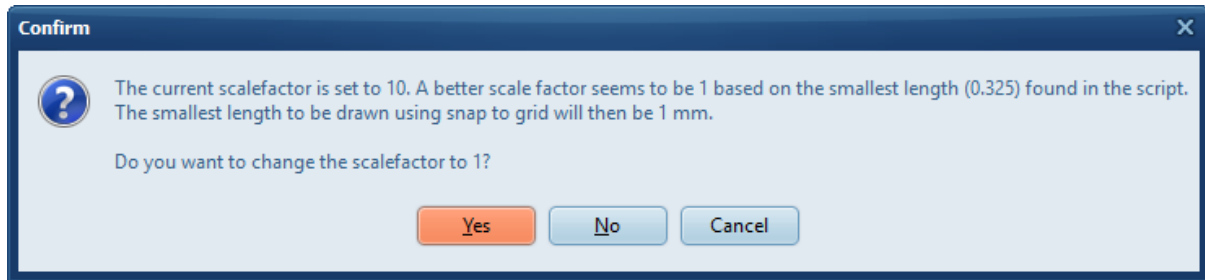 Confirm
The current scalefactor is set to 10. A better scale factor seems to be 1 based on the smallest length (0.325) found in the script.
The smallest length to be drawn using snap to grid will then be 1 mm.
Do you want to change the scalefactor to 1?
Yes No Cancel